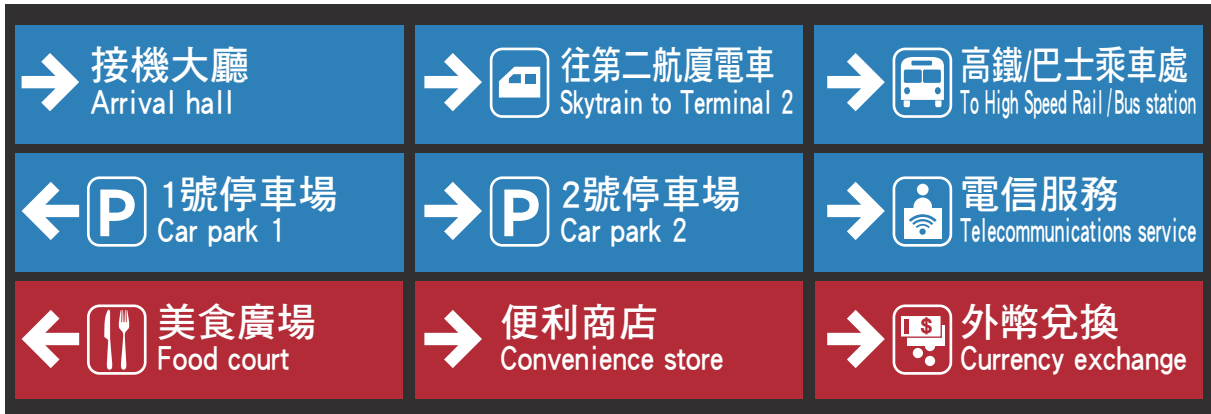 接機大廳
Arrival hall
往第二航廈電車
Skytrain to Terminal 2
高鐵/巴士乘車處
To High Speed Rail/Bus station
P
1號停車場
Car park 1
P
2號停車場
Car park 2
電信服務
Telecommunications service
美食廣場
Food court
便利商店
Convenience store
$
外幣兌換
Currency exchange